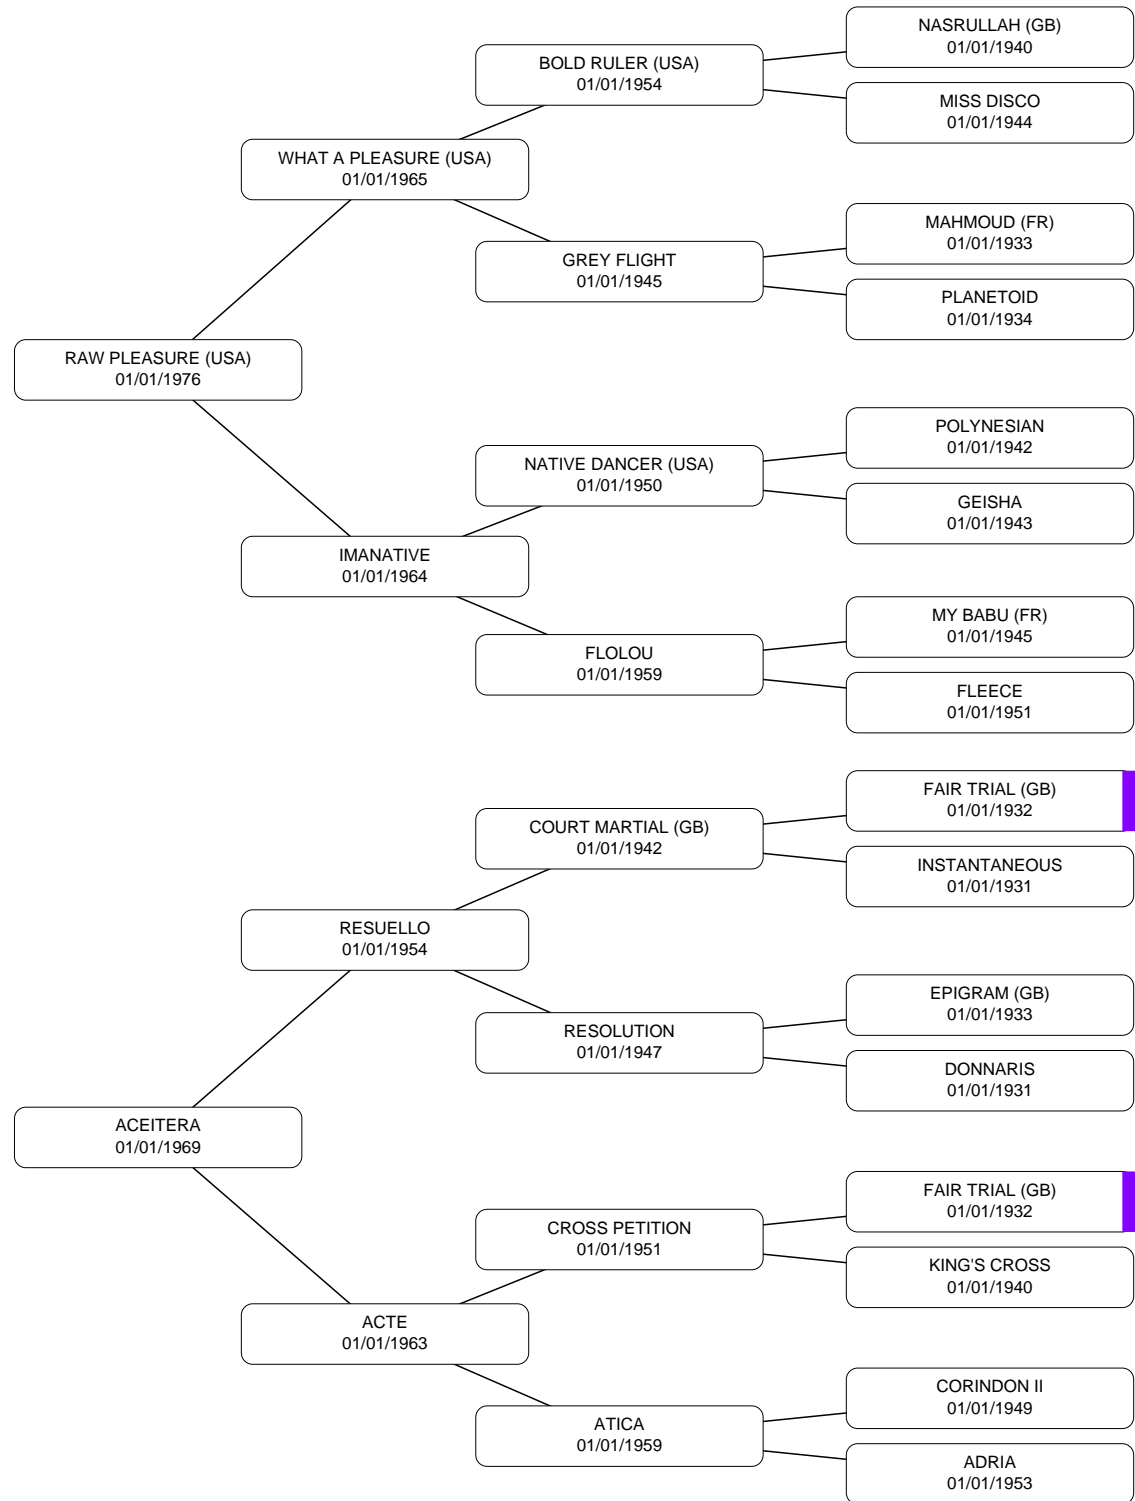 NASRULLAH (GB)
01/01/1940
BOLD RULER (USA)
01/01/1954
MISS DISCO
01/01/1944
WHAT A PLEASURE (USA)
01/01/1965
MAHMOUD (FR)
01/01/1933
GREY FLIGHT
01/01/1945
PLANETOID
01/01/1934
RAW PLEASURE (USA)
01/01/1976
POLYNESIAN
01/01/1942
NATIVE DANCER (USA)
01/01/1950
GEISHA
01/01/1943
IMANATIVE
01/01/1964
MY BABU (FR)
01/01/1945
FLOLOU
01/01/1959
FLEECE
01/01/1951
FAIR TRIAL (GB)
01/01/1932
COURT MARTIAL (GB)
01/01/1942
INSTANTANEOUS
01/01/1931
RESUELLO
01/01/1954
EPIGRAM (GB)
01/01/1933
RESOLUTION
01/01/1947
DONNARIS
01/01/1931
ACEITERA
01/01/1969
FAIR TRIAL (GB)
01/01/1932
CROSS PETITION
01/01/1951
KING'S CROSS
01/01/1940
ACTE
01/01/1963
CORINDON II
01/01/1949
ATICA
01/01/1959
ADRIA
01/01/1953